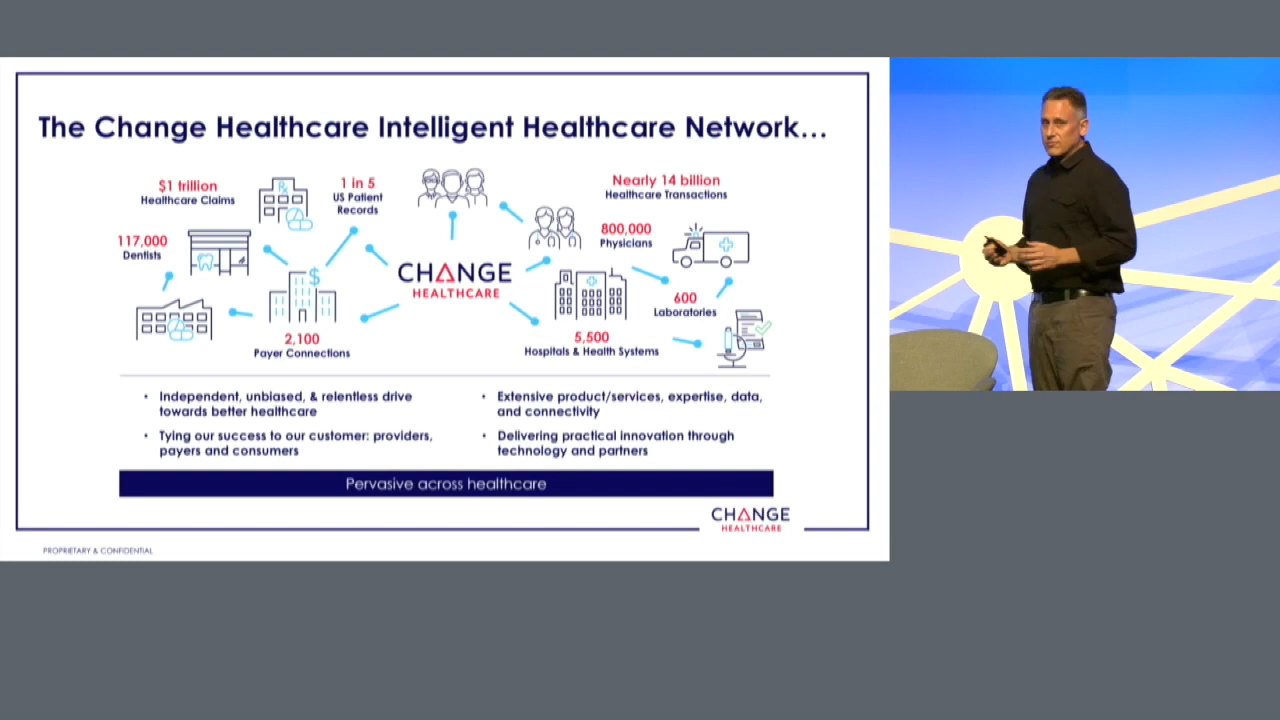 The Change Healthcare Intelligent Healthcare Network...
$1 trillion
Healthcare Claims
1 in 5
US Patient
Records
Nearly 14 billion
Healthcare Transactions
117,000
Dentists
800,000
Physicians
CHANGE
HEALTHCARE
600
Laboratories
2,100
Payer Connections
5,500
Hospitals & Health Systems
• Independent, unbiased, & relentless drive
towards better healthcare
• Tying our success to our customer: providers,
payers and consumers
• Extensive product/services, expertise, data,
and connectivity
• Delivering practical innovation through
technology and partners
Pervasive across healthcare
CHANGE
HEALTHCARE
PROPRIETARY & CONFIDENTIAL